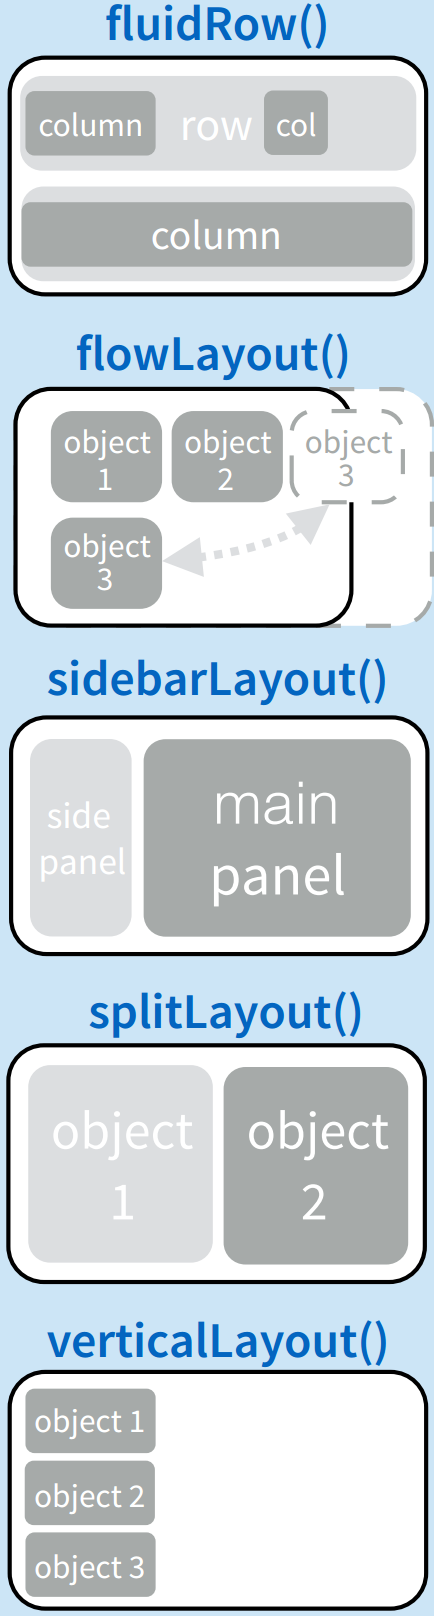 fluidRow()
column row col
column
flowLayout()
object object object
1 2 3
object
3
sidebarLayout()
side main
panel panel
splitLayout()
object object
1 2
verticalLayout()
object 1
object 2
object 3